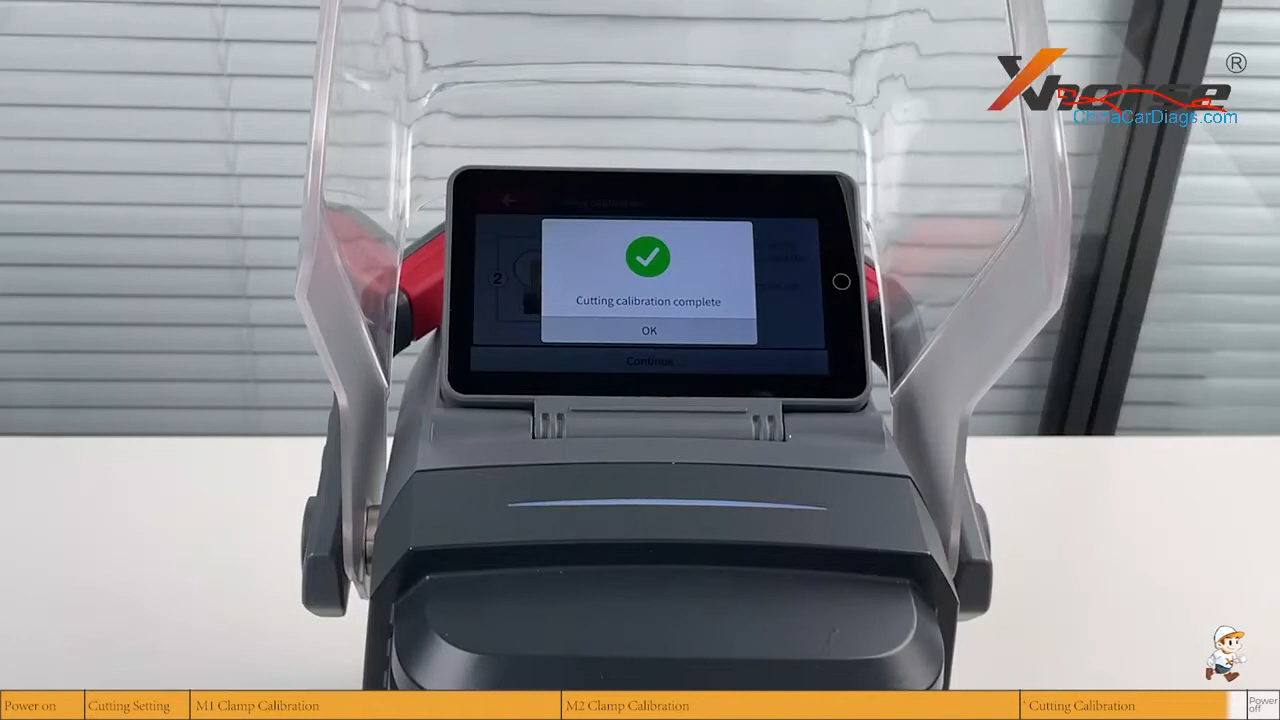 Xhorse ®
ChinaCarDiags.com
2
Cutting calibration complete
OK
Continue
Power on
Cutting Setting
M1 Clamp Calibration
M2 Clamp Calibration
' Cutting Calibration
Power
off